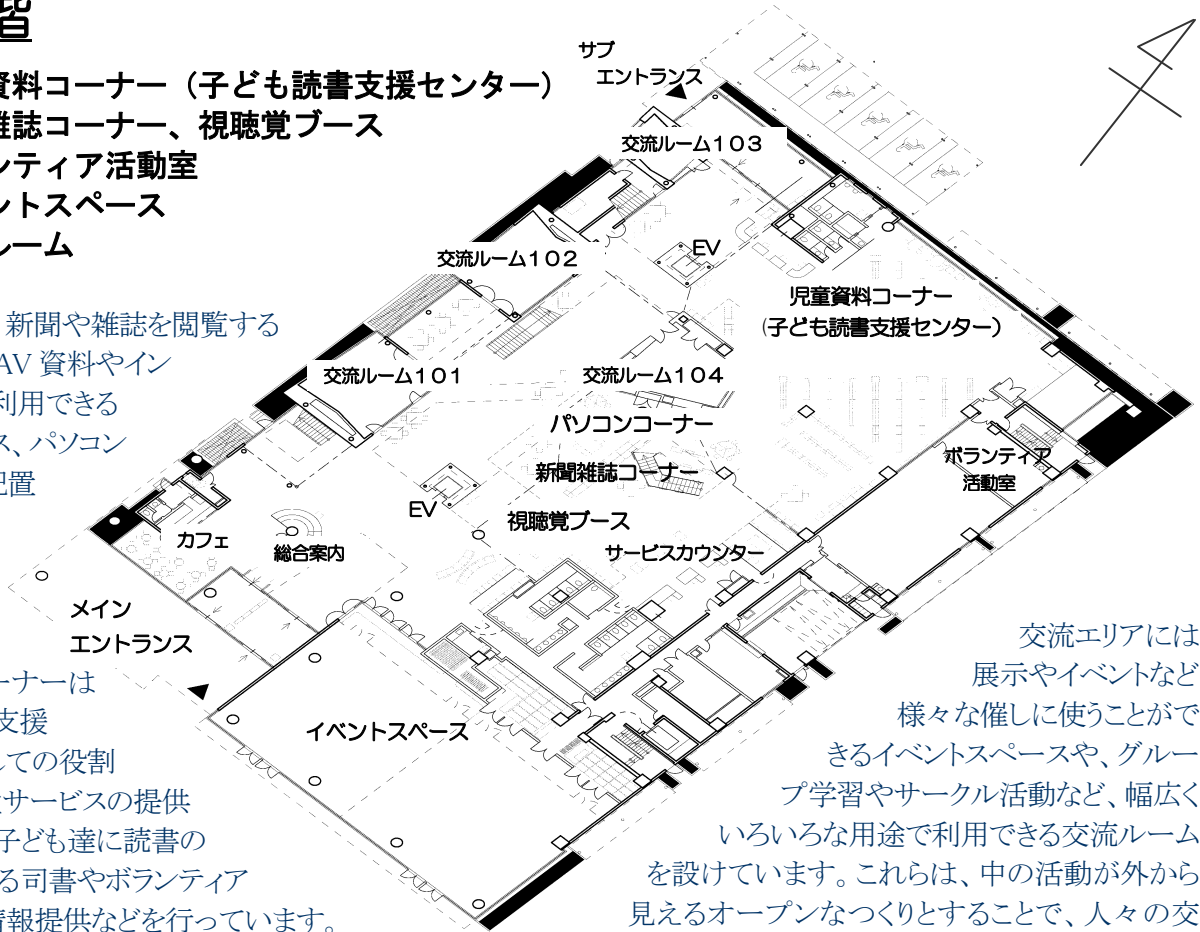 階
資料コーナー（子ども読書支援センター）
雑誌コーナー、視聴覚ブース
ンティア活動室
ントスペース
ルーム
新聞や雑誌を閲覧する
AV 資料やイン
利用できる
ス、パソコン
配置
サブ
エントランス
交流ルーム１０３
交流ルーム１０２
EV
児童資料コーナー
（子ども読書支援センター）
交流ルーム１０１
交流ルーム１０４
パソコンコーナー
新聞雑誌コーナー
ボランティア
活動室
EV
視聴覚ブース
サービスカウンター
カフェ
総合案内
メイン
エントランス
イベントスペース
ーナーは
支援
しての役割
サービスの提供
子ども達に読書の
る司書やボランティア
情報提供などを行っています。
交流エリアには
展示やイベントなど
様々な催しに使うことがで
きるイベントスペースや、グルー
プ学習やサークル活動など、幅広く
いろいろな用途で利用できる交流ルーム
を設けています。これらは、中の活動が外から
見えるオープンなつくりとすることで、人々の交